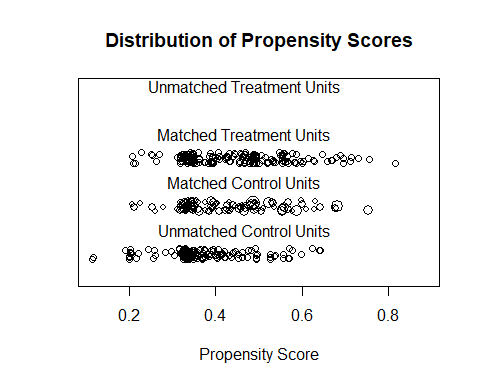 Distribution of Propensity Scores
Unmatched Treatment Units
Matched Treatment Units
Matched Control Units
Unmatched Control Units
0.2 0.4 0.6 0.8
Propensity Score